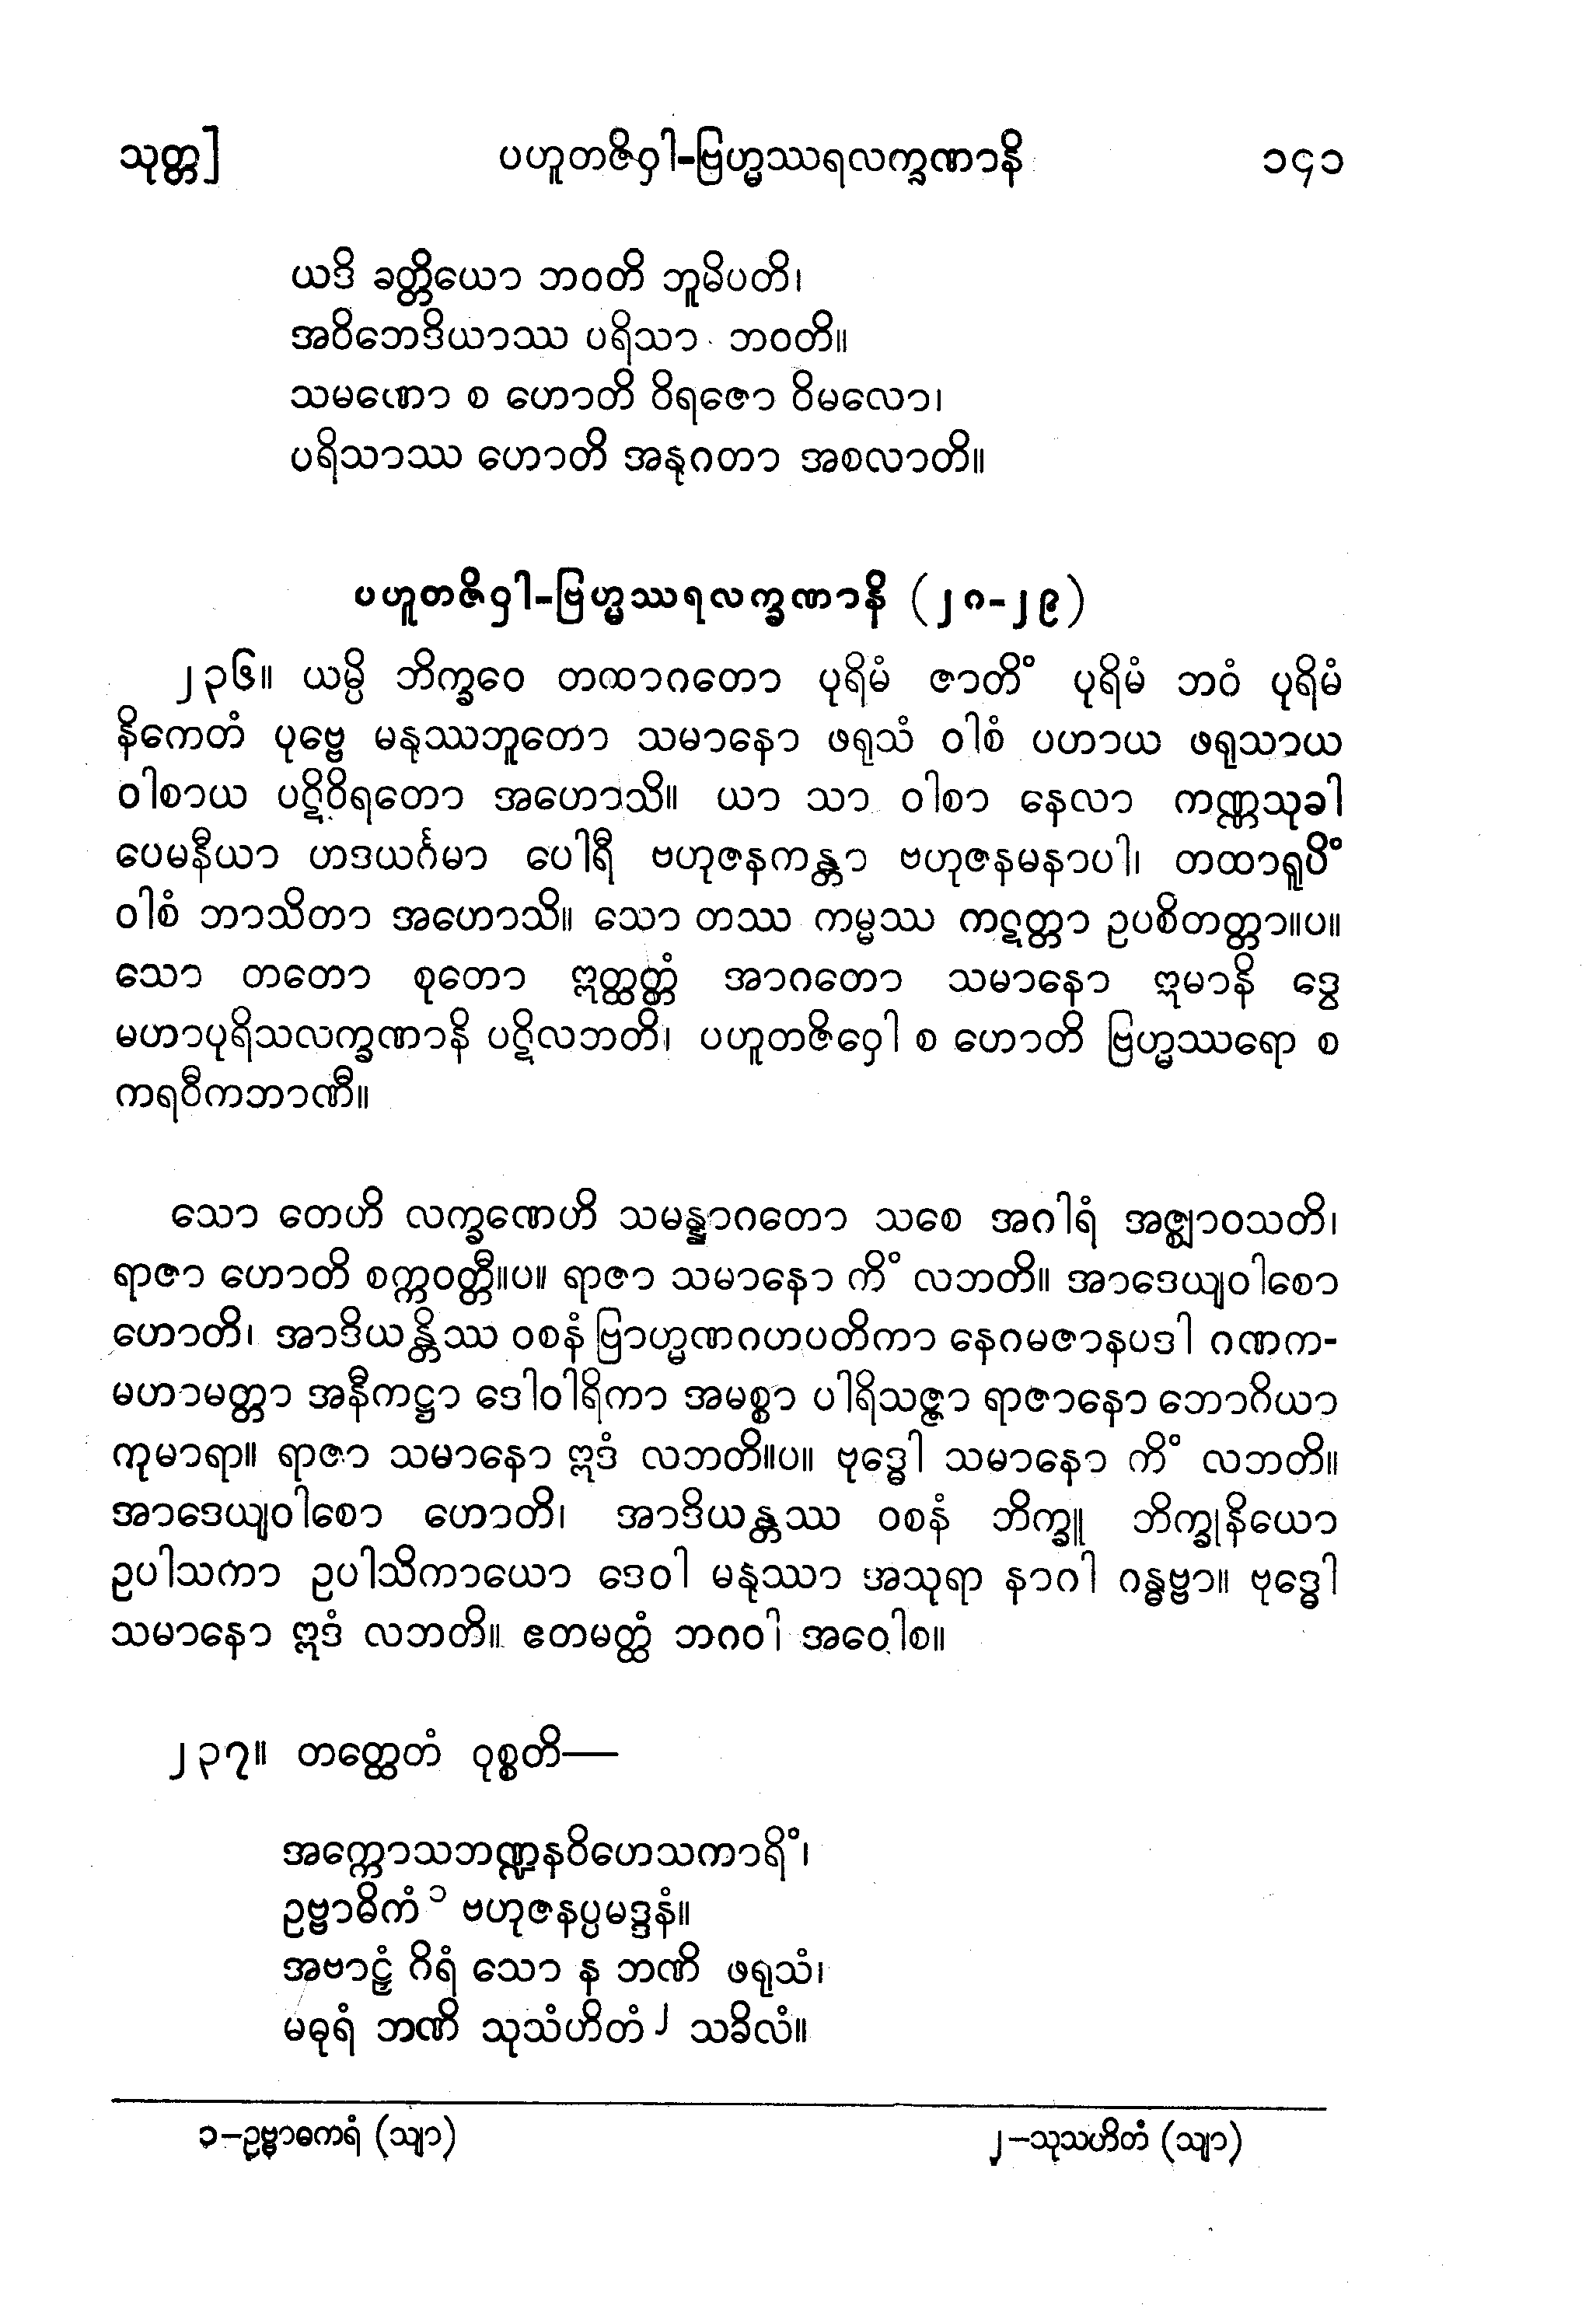 သုတ္တ] ပဟူတဇိဝှါ-ဗြဟ္မဿရလက္ခဏာနိ ၁၄၁
ယဒိ ခတ္တိယော ဘဝတိ ဘူမိပတိ၊
အဝိဘေဒိယာဿ ပရိသာ ဘဝတိ။
သမဏော စ ဟောတိ ဝိရဇော ဝိမလော၊
ပရိသာဿ ဟောတိ အနုဂတာ အစလာတိ။
ပဟူတဇိဝှါ-ဗြဟ္မဿရလက္ခဏာနိ (၂၈-၂၉)
၂၃၆။ ယမ္ပိ ဘိက္ခဝေ တထာဂတော ပုရိမံ ဇာတိံ ပုရိမံ ဘဝံ ပုရိမံ
နိကေတံ ပုဗ္ဗေ မနုဿဘူတော သမာနော ဖရုသံ ဝါစံ ပဟာယ ဖရုသာယ
ဝါစာယ ပဋိဝိရတော အဟောသိ။ ယာ သာ ဝါစာ နေလာ ကဏ္ဏသုခါ
ပေမနီယာ ဟဒယင်္ဂမာ ပေါရီ ဗဟုဇနကန္တာ ဗဟုဇနမနာပါ၊ တထာရူပိံ
ဝါစံ ဘာသိတာ အဟောသိ။ သော တဿ ကမ္မဿ ကဋတ္တာ ဥပစိတတ္တာ။ပ။
သော တတော စုတော ဣတ္ထတ္တံ အာဂတော သမာနော ဣမာနိ ဒွေ
မဟာပုရိသလက္ခဏာနိ ပဋိလဘတိ၊ ပဟူတဇိဝှေါ စ ဟောတိ ဗြဟ္မဿရော စ
ကရဝီကဘာဏီ။
သော တေဟိ လက္ခဏေဟိ သမန္နာဂတော သစေ အဂါရံ အဇ္ဈာဝသတိ၊
ရာဇာ ဟောတိ စက္ကဝတ္တီ။ပ။ ရာဇာ သမာနော ကိံ လဘတိ။ အာဒေယျဝါစော
ဟောတိ၊ အာဒိယန္တိဿ ဝစနံ ဗြာဟ္မဏဂဟပတိကာ နေဂမဇာနပဒါ ဂဏက-
မဟာမတ္တာ အနီကဋ္ဌာ ဒေါဝါရိကာ အမစ္စာ ပါရိသဇ္ဇာ ရာဇာနော ဘောဂိယာ
ကုမာရာ။ ရာဇာ သမာနော ဣဒံ လဘတိ။ပ။ ဗုဒ္ဓေါ သမာနော ကိံ လဘတိ။
အာဒေယျဝါစော ဟောတိ၊ အာဒိယန္တဿ ဝစနံ ဘိက္ခူ ဘိက္ခုနိယော
ဥပါသကာ ဥပါသိကာယော ဒေဝါ မနုဿာ အသုရာ နာဂါ ဂန္ဓဗ္ဗာ။ ဗုဒ္ဓေါ
သမာနော ဣဒံ လဘတိ။ ဧတမတ္ထံ ဘဂဝါ အဝေါစ။
၂၃၇။ တတ္ထေတံ ဝုစ္စတိ—
အက္ကောသဘဏ္ဍနဝိဟေသကာရိံ၊
ဥဗ္ဗာဓိကံ ၁ ဗဟုဇနပ္ပမဒ္ဒနံ။
အဗာဠှံ ဂိရံ သော န ဘဏိ ဖရုသံ၊
မဓုရံ ဘဏိ သုသံဟိတံ ၂ သခိလံ။
၁—ဥဗ္ဗာဓကရံ (သျာ) ၂—သုသဟိတံ (သျာ)